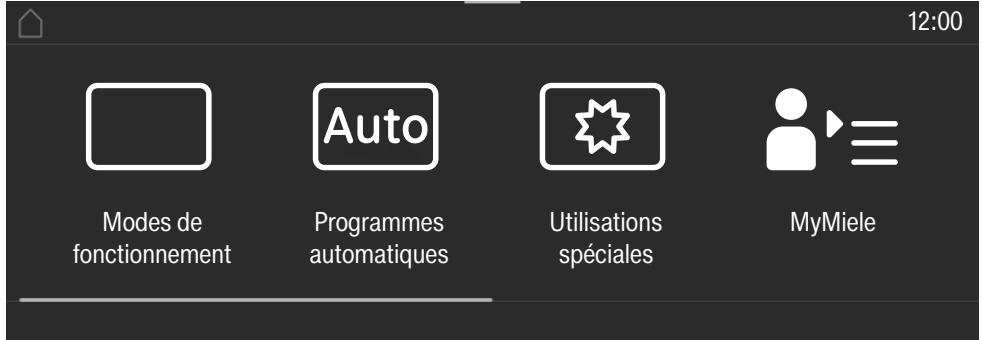 12:00
Auto
Modes de
fonctionnement
Programmes
automatiques
Utilisations
spéciales
MyMiele